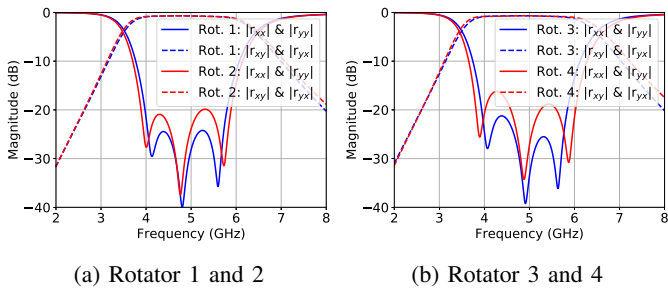 0
−10
−20
−30
−40
Magnitude (dB)
2 3 4 5 6 7 8
Frequency (GHz)
Rot. 1: |rxx| & |ryy|
Rot. 1: |rxy| & |ryx|
Rot. 2: |rxx| & |ryy|
Rot. 2: |rxy| & |ryx|
(a) Rotator 1 and 2
0
−10
−20
−30
−40
Magnitude (dB)
2 3 4 5 6 7 8
Frequency (GHz)
Rot. 3: |rxx| & |ryy|
Rot. 3: |rxy| & |ryx|
Rot. 4: |rxx| & |ryy|
Rot. 4: |rxy| & |ryx|
(b) Rotator 3 and 4